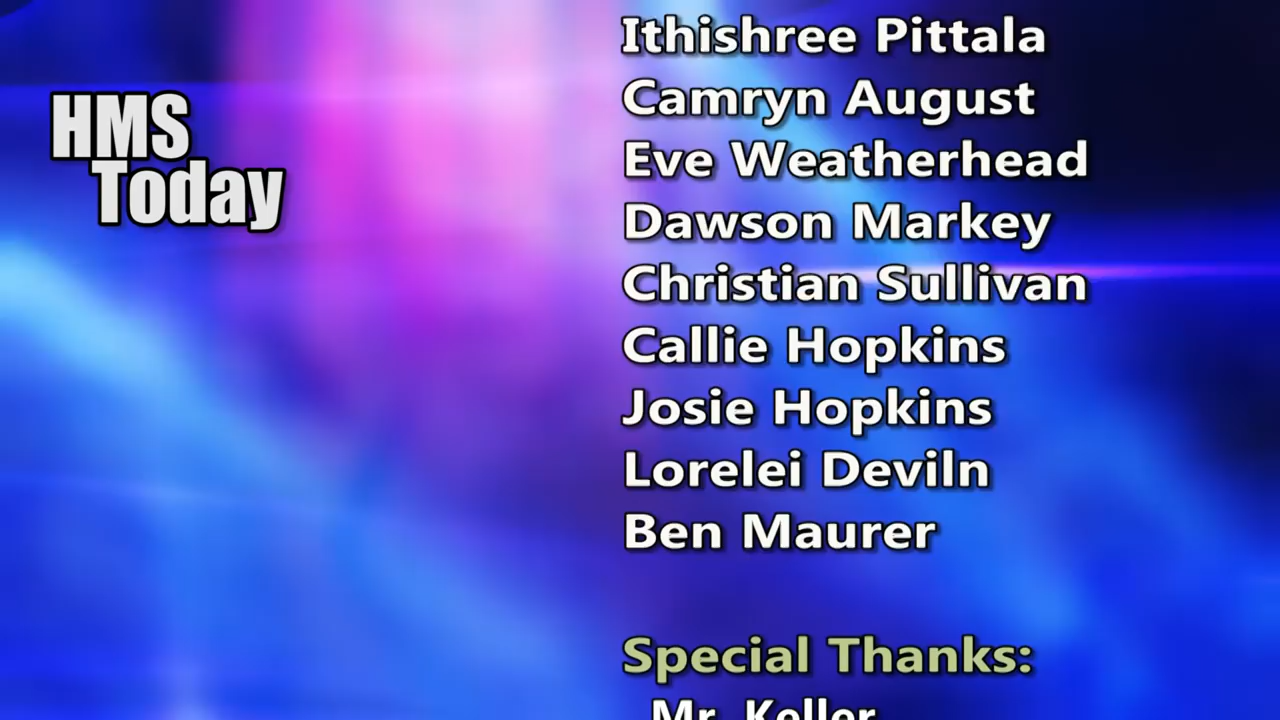 HMS
Today
Ithishree Pittala
Camryn August
Eve Weatherhead
Dawson Markey
Christian Sullivan
Callie Hopkins
Josie Hopkins
Lorelei Deviln
Ben Maurer
Special Thanks:
Mr. Keller